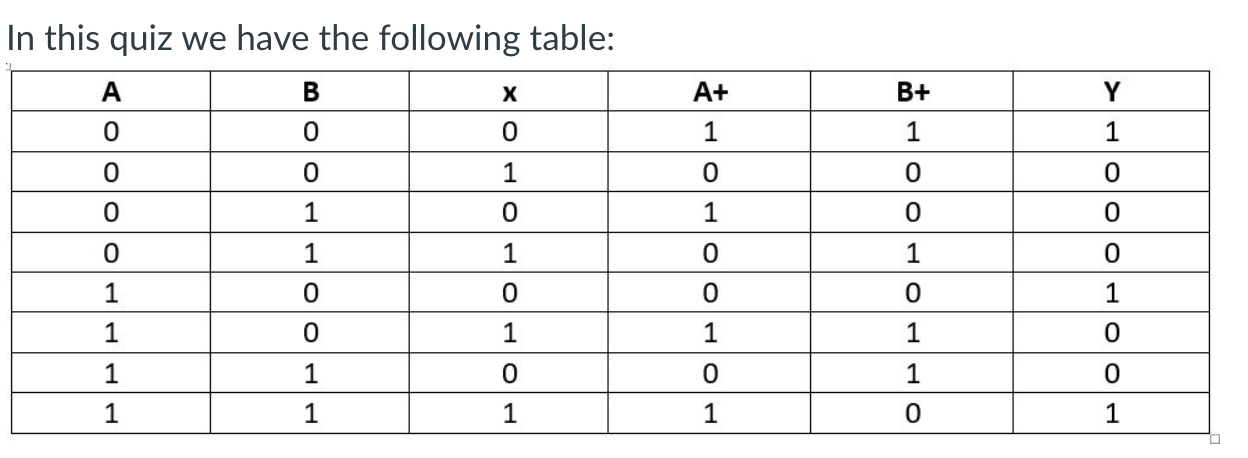 In this quiz we have the following table:
A B x A+ B+ Y
0 0 0 1 1 1
0 0 1 0 0 0
0 1 0 1 0 0
0 1 1 0 1 0
1 0 0 0 0 1
1 0 1 1 1 0
1 1 0 0 1 0
1 1 1 1 0 1